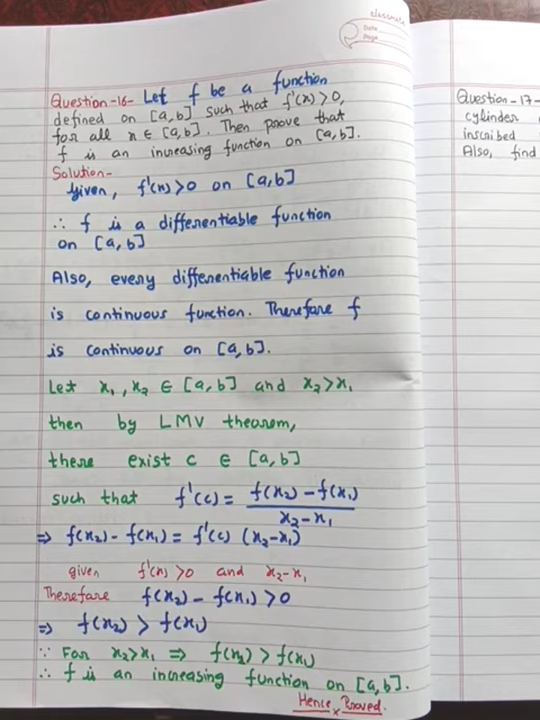 classmate
Date
Page
Question-16- Let f be a function
defined on [a,b] such that f'(x) > 0,
for all x ∈ [a,b]. Then prove that
f is an increasing function on [a,b].
Solution-
given, f'(x) > 0 on [a,b]
∴ f is a differentiable function
on [a,b]
Also, every differentiable function
is continuous function. Therefore f
is continuous on [a,b].
Let x₁, x₂ ∈ [a,b] and x₂ > x₁
then by LMV theorem,
there exist c ∈ [a,b]
such that f'(c) = f(x₂) - f(x₁) / x₂ - x₁
⇒ f(x₂) - f(x₁) = f'(c) (x₂ - x₁)
given f'(x) > 0 and x₂ - x₁
Therefore f(x₂) - f(x₁) > 0
⇒ f(x₂) > f(x₁)
∵ For x₂ > x₁ ⇒ f(x₂) > f(x₁)
∴ f is an increasing function on [a,b].
Hence Proved.
Question-17-
cylinder
inscribed
Also, find